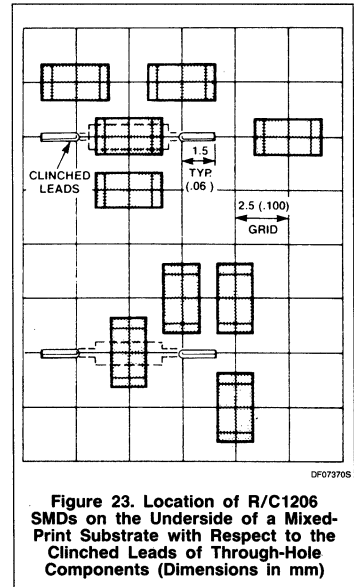 CLINCHED
LEADS
1.5
TYP.
(.06)
2.5 (.100)
GRID
DF07370S
Figure 23. Location of R/C1206
SMDs on the Underside of a Mixed-
Print Substrate with Respect to the
Clinched Leads of Through-Hole
Components (Dimensions in mm)